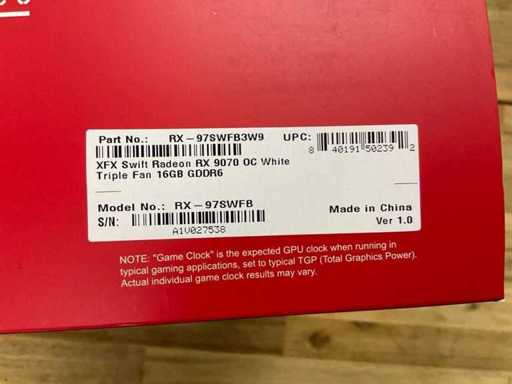 Part No.: RX-97SWFB3W9 UPC:
8 40191 50239 2
XFX Swift Radeon RX 9070 OC White
Triple Fan 16GB GDDR6
Model No.: RX-97SWFB
Made in China
S/N:
Ver 1.0
A1V027538
NOTE: "Game Clock" is the expected GPU clock when running in
typical gaming applications, set to typical TGP (Total Graphics Power).
Actual individual game clock results may vary.